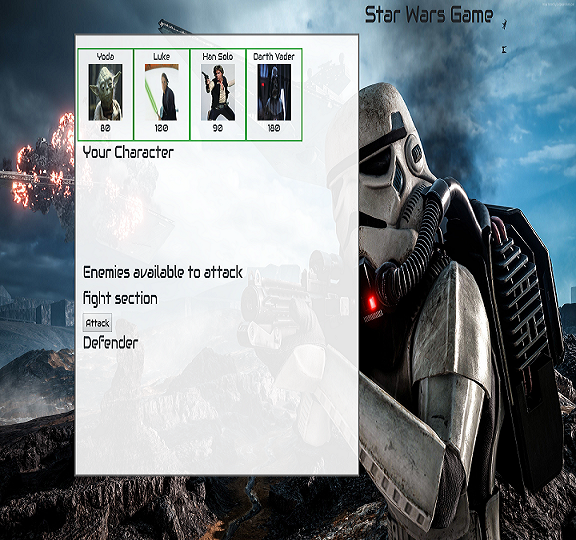 Star Wars Game
Yoda Luke Han Solo Darth Vader
80 120 90 180
Your Character
Enemies available to attack
fight section
Attack
Defender